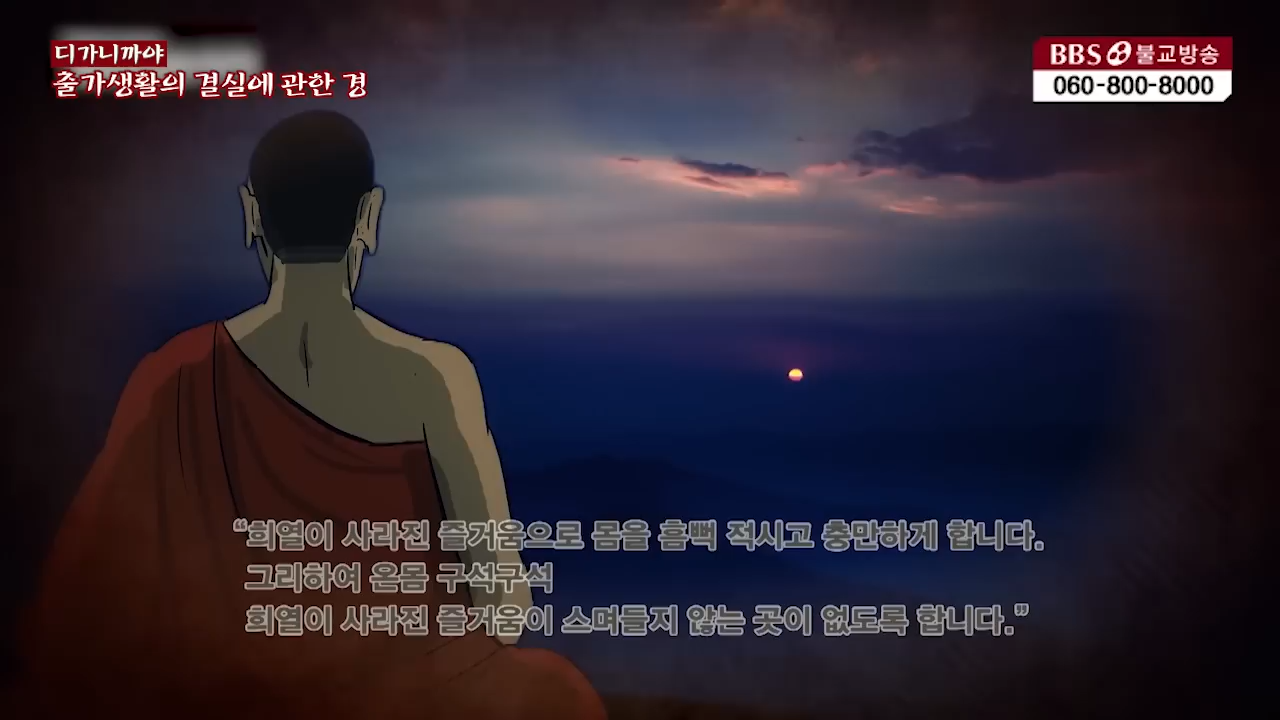 디가니까야
출가생활의 결실에 관한 경
BBS 불교방송
060-800-8000
“희열이 사라진 즐거움으로 몸을 흠뻑 적시고 충만하게 합니다.
그리하여 온몸 구석구석
희열이 사라진 즐거움이 스며들지 않는 곳이 없도록 합니다.”